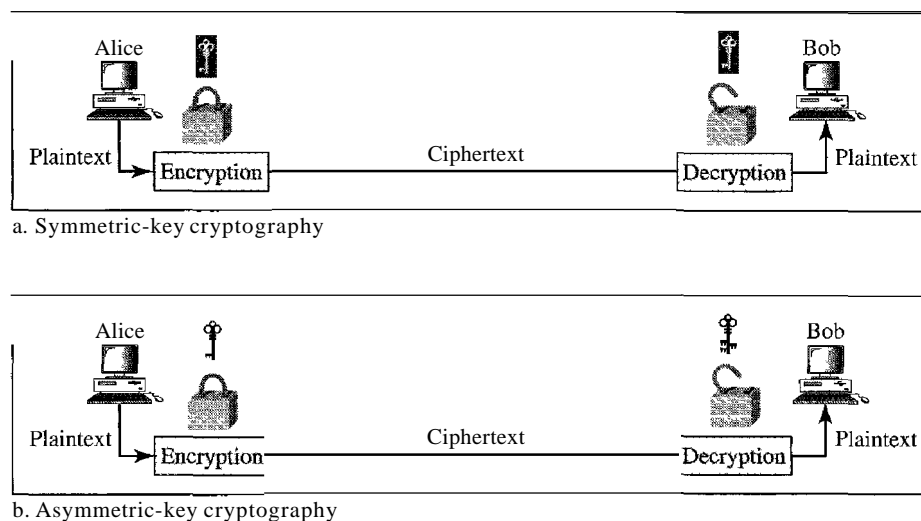 Alice
Bob
Plaintext
Encryption
Ciphertext
Decryption
Plaintext
a. Symmetric-key cryptography
Alice
Bob
Plaintext
Encryption
Ciphertext
Decryption
Plaintext
b. Asymmetric-key cryptography